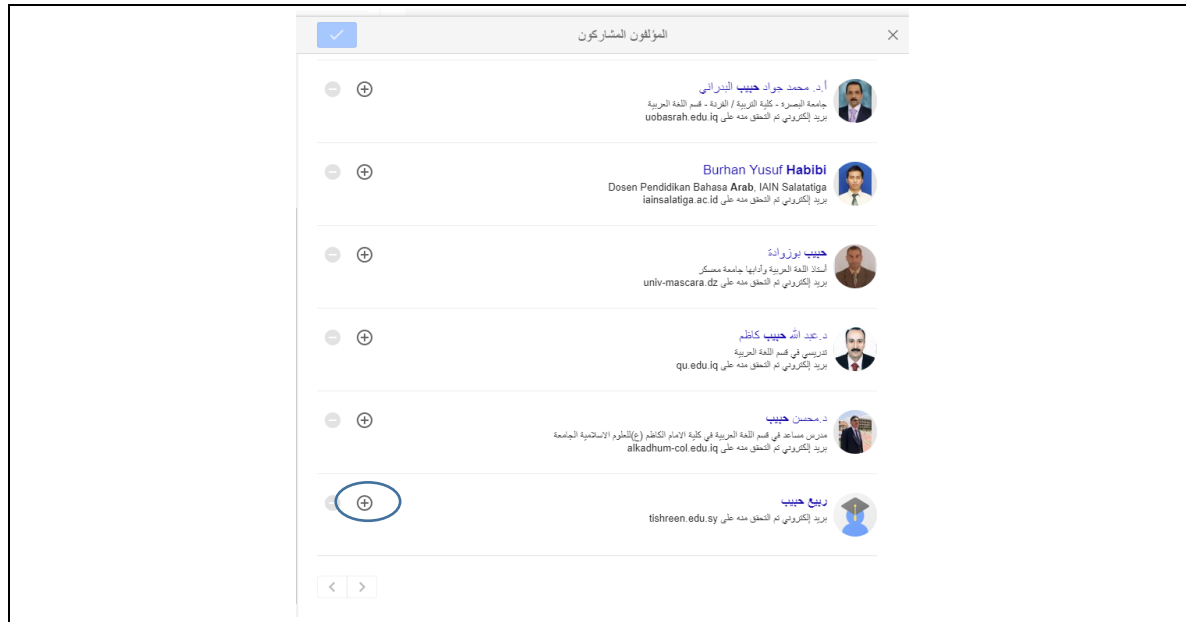 المؤلفون المشاركون
أ.د. محمد جواد حبيب البدراني
جامعة البصرة - كلية التربية / القرنة - قسم اللغة العربية
بريد إلكتروني تم التحقق منه على uobasrah.edu.iq
Burhan Yusuf Habibi
Dosen Pendidikan Bahasa Arab, IAIN Salatatiga
بريد إلكتروني تم التحقق منه على iainsalatiga.ac.id
حبيب بوزوادة
أستاذ اللغة العربية وآدابها جامعة معسكر
بريد إلكتروني تم التحقق منه على univ-mascara.dz
د.عبد الله حبيب كاظم
تدريسي في قسم اللغة العربية
بريد إلكتروني تم التحقق منه على qu.edu.iq
د.محسن حبيب
مدرس مساعد في قسم اللغة العربية في كلية الامام الكاظم (ع)للعلوم الاسلامية الجامعة
بريد إلكتروني تم التحقق منه على alkadhum-col.edu.iq
ربيع حبيب
بريد إلكتروني تم التحقق منه على tishreen.edu.sy